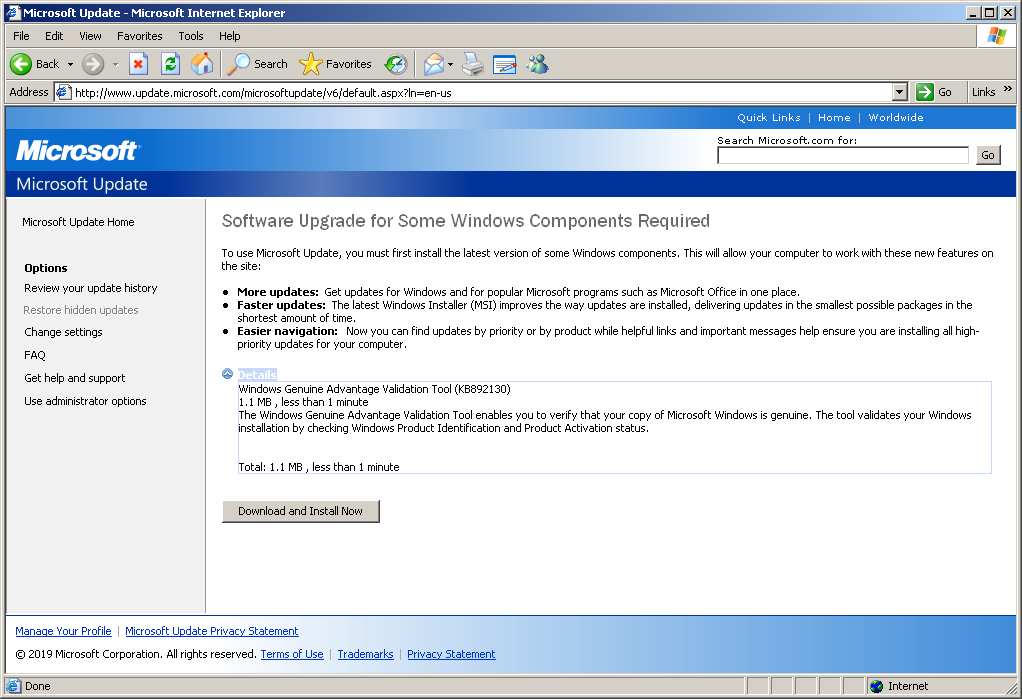 Microsoft Update - Microsoft Internet Explorer
File Edit View Favorites Tools Help
Back Search Favorites
Address http://www.update.microsoft.com/microsoftupdate/v6/default.aspx?ln=en-us Go Links »
Quick Links | Home | Worldwide
Microsoft
Search Microsoft.com for:
Go
Microsoft Update
Microsoft Update Home
Options
Review your update history
Restore hidden updates
Change settings
FAQ
Get help and support
Use administrator options
Software Upgrade for Some Windows Components Required
To use Microsoft Update, you must first install the latest version of some Windows components. This will allow your computer to work with these new features on
the site:
• More updates: Get updates for Windows and for popular Microsoft programs such as Microsoft Office in one place.
• Faster updates: The latest Windows Installer (MSI) improves the way updates are installed, delivering updates in the smallest possible packages in the
shortest amount of time.
• Easier navigation: Now you can find updates by priority or by product while helpful links and important messages help ensure you are installing all high-
priority updates for your computer.
Details
Windows Genuine Advantage Validation Tool (KB892130)
1.1 MB , less than 1 minute
The Windows Genuine Advantage Validation Tool enables you to verify that your copy of Microsoft Windows is genuine. The tool validates your Windows
installation by checking Windows Product Identification and Product Activation status.
Total: 1.1 MB , less than 1 minute
Download and Install Now
Manage Your Profile | Microsoft Update Privacy Statement
© 2019 Microsoft Corporation. All rights reserved. Terms of Use | Trademarks | Privacy Statement
Done Internet